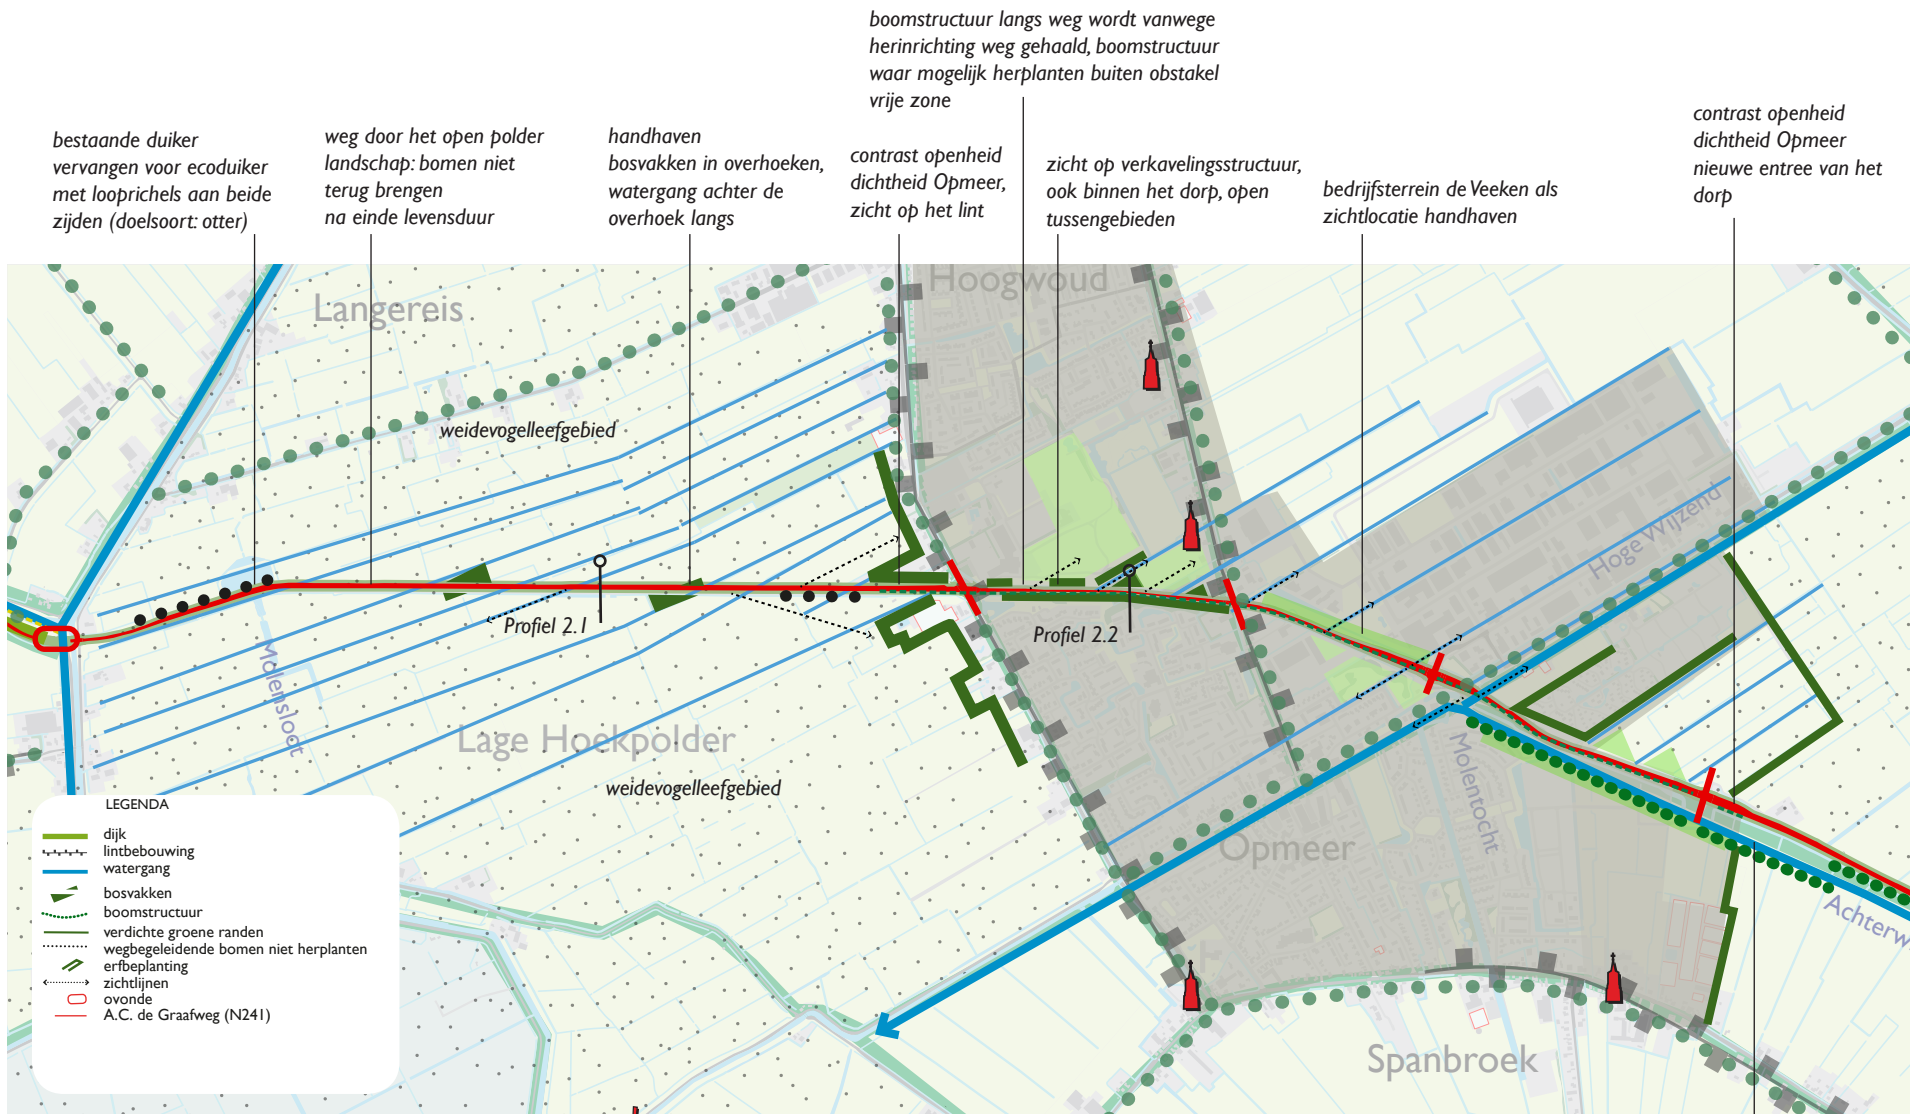 boomstructuur langs weg wordt vanwege
herinrichting weg gehaald, boomstructuur
waar mogelijk herplanten buiten obstakel
vrije zone
bestaande duiker
vervangen voor ecoduiker
met looprichels aan beide
zijden (doelsoort: otter)
weg door het open polder
landschap: bomen niet
terug brengen
na einde levensduur
handhaven
bosvakken in overhoeken,
watergang achter de
overhoek langs
contrast openheid
dichtheid Opmeer,
zicht op het lint
zicht op verkavelingsstructuur,
ook binnen het dorp, open
tussengebieden
bedrijfsterrein de Veeken als
zichtlocatie handhaven
contrast openheid
dichtheid Opmeer
nieuwe entree van het
dorp
Langereis
Hoogwoud
weidevogelleefgebied
Hoge Wijzend
Profiel 2.1
Profiel 2.2
Molensloot
Lage Hoekpolder
weidevogelleefgebied
Molentocht
Opmeer
Achterw
Spanbroek
LEGENDA
dijk
lintbebouwing
watergang
bosvakken
boomstructuur
verdichte groene randen
wegbegeleidende bomen niet herplanten
erfbeplanting
zichtlijnen
ovonde
A.C. de Graafweg (N241)